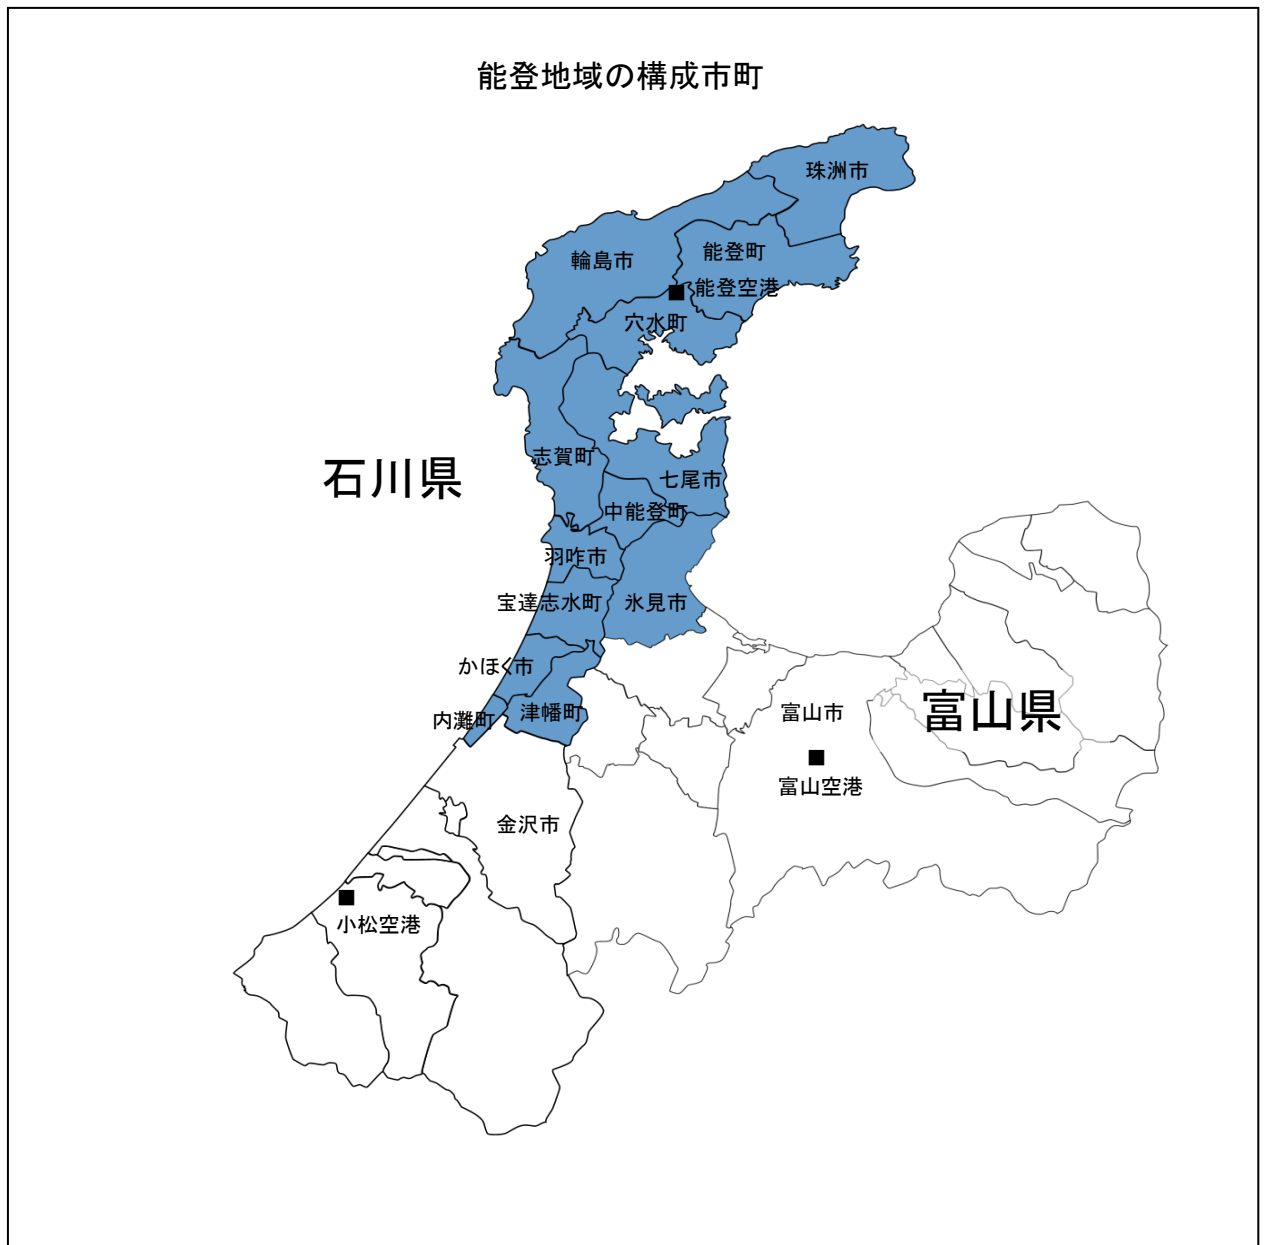 能登地域の構成市町
珠洲市
能登町
輪島市
能登空港
穴水町
志賀町
石川県
七尾市
中能登町
羽咋市
宝達志水町
氷見市
かほく市
内灘町
津幡町
富山市
富山県
富山空港
金沢市
小松空港